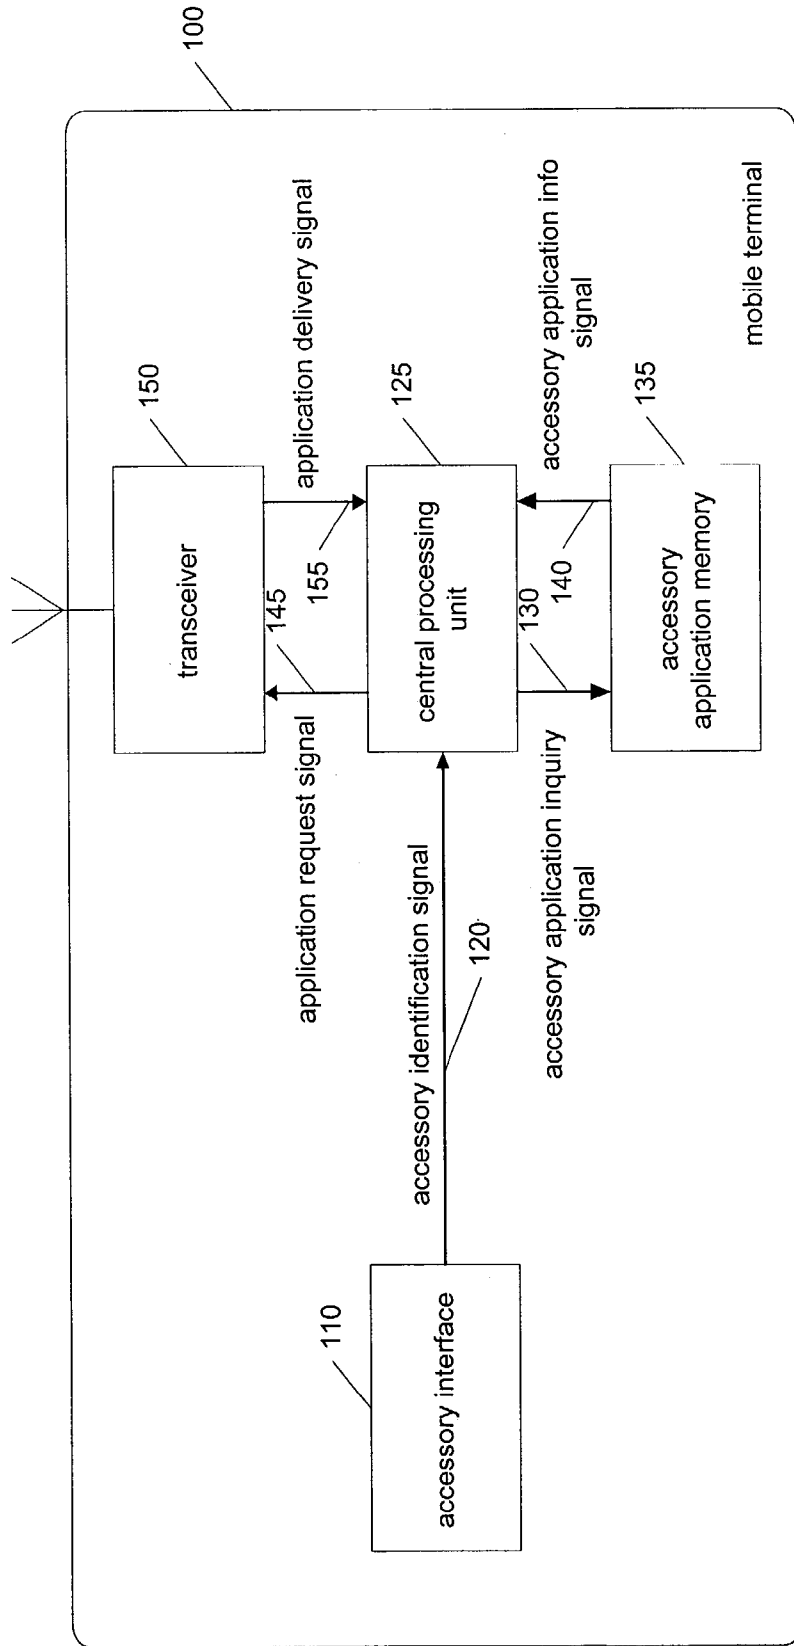 100
150
transceiver
application delivery signal
155
145
application request signal
125
central processing
unit
accessory identification signal
120
110
accessory interface
130
140
accessory application info
signal
accessory application inquiry
signal
135
accessory
application memory
mobile terminal